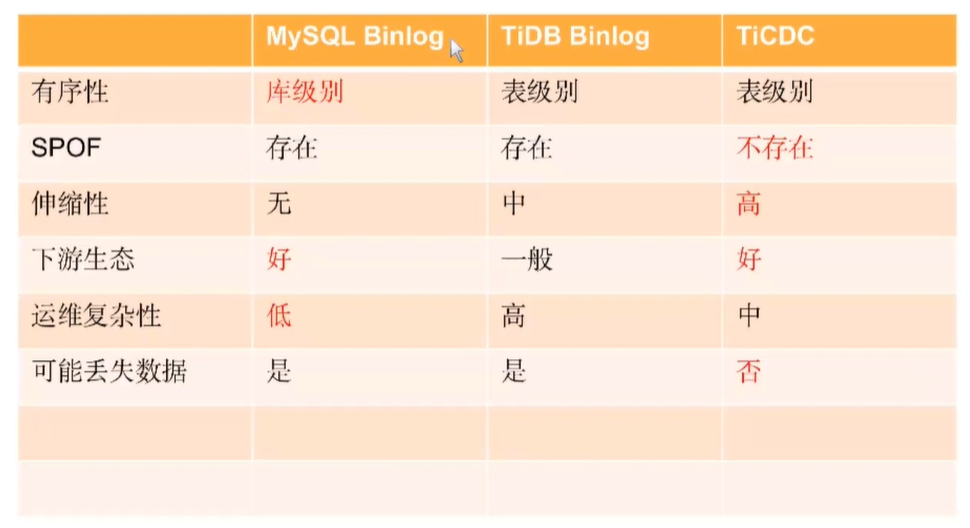 MySQL Binlog TiDB Binlog TiCDC
有序性 库级别 表级别 表级别
SPOF 存在 存在 不存在
伸缩性 无 中 高
下游生态 好 一般 好
运维复杂性 低 高 中
可能丢失数据 是 是 否